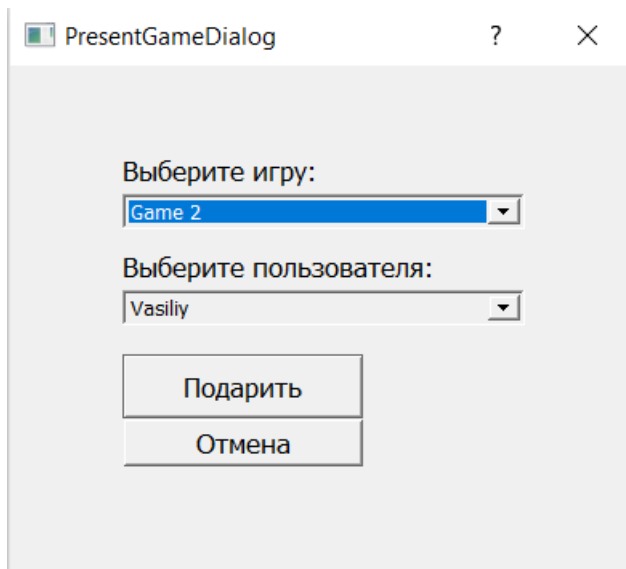 PresentGameDialog ?
Выберите игру:
Game 2
Выберите пользователя:
Vasiliy
Подарить
Отмена